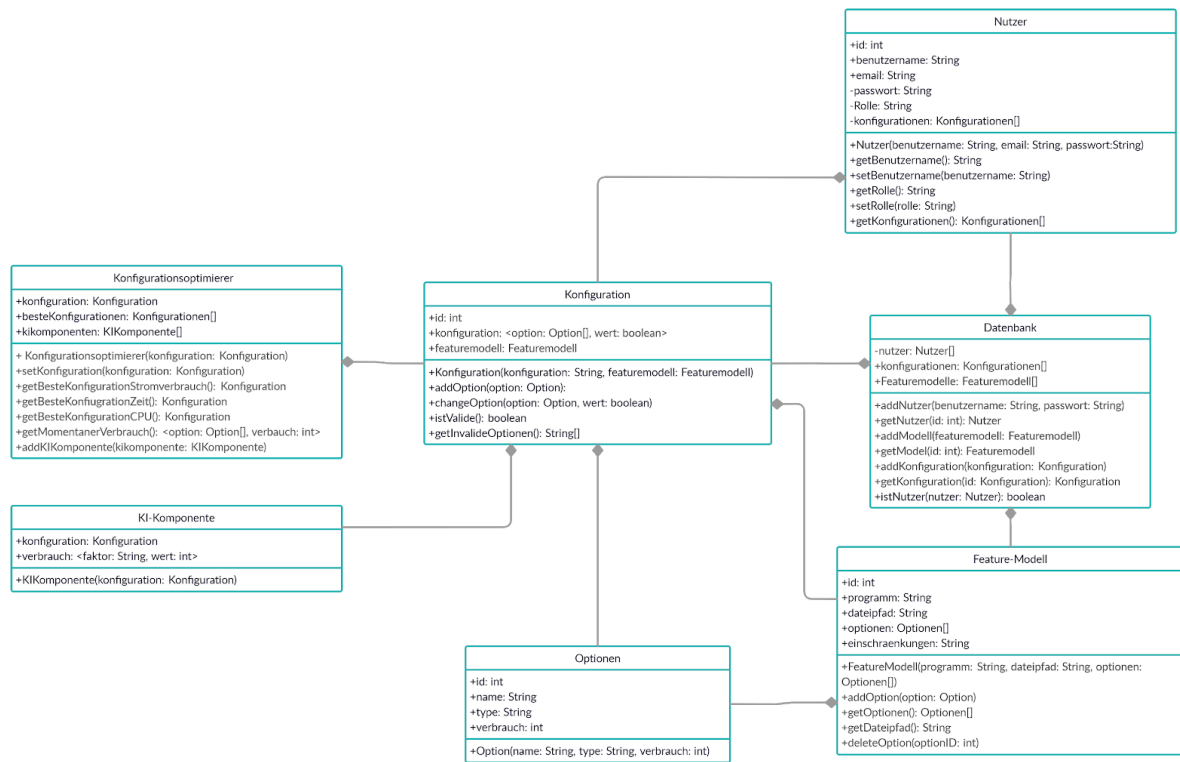 Nutzer
+id: int
+benutzername: String
+email: String
-passwort: String
-Rolle: String
-konfigurationen: Konfigurationen[]
+Nutzer(benutzername: String, email: String, passwort:String)
+getBenutzername(): String
+setBenutzername(benutzername: String)
+getRolle(): String
+setRolle(rolle: String)
+getKonfigurationen(): Konfigurationen[]
Konfigurationsoptimierer
+konfiguration: Konfiguration
+besteKonfigurationen: Konfigurationen[]
+kikomponenten: KIKomponente[]
+ Konfigurationsoptimierer(konfiguration: Konfiguration)
+setKonfiguration(konfiguration: Konfiguration)
+getBesteKonfigurationStromverbrauch(): Konfiguration
+getBesteKonfiugrationZeit(): Konfiguration
+getBesteKonfigurationCPU(): Konfiguration
+getMomentanerVerbrauch(): <option: Option[], verbauch: int>
+addKIKomponente(kikomponente: KIKomponente)
Konfiguration
+id: int
+konfiguration: <option: Option[], wert: boolean>
+featuremodell: Featuremodell
+Konfiguration(konfiguration: String, featuremodell: Featuremodell)
+addOption(option: Option):
+changeOption(option: Option, wert: boolean)
+istValide(): boolean
+getInvalideOptionen(): String[]
Datenbank
-nutzer: Nutzer[]
+konfigurationen: Konfigurationen[]
+Featuremodelle: Featuremodell[]
+addNutzer(benutzername: String, passwort: String)
+getNutzer(id: int): Nutzer
+addModell(featuremodell: Featuremodell)
+getModel(id: int): Featuremodell
+addKonfiguration(konfiguration: Konfiguration)
+getKonfiguration(id: Konfiguration): Konfiguration
+istNutzer(nutzer: Nutzer): boolean
KI-Komponente
+konfiguration: Konfiguration
+verbrauch: <faktor: String, wert: int>
+KIKomponente(konfiguration: Konfiguration)
Feature-Modell
+id: int
+programm: String
+dateipfad: String
+optionen: Optionen[]
+einschraenkungen: String
+FeatureModell(programm: String, dateipfad: String, optionen:
Optionen[])
+addOption(option: Option)
+getOptionen(): Optionen[]
+getDateipfad(): String
+deleteOption(optionID: int)
Optionen
+id: int
+name: String
+type: String
+verbrauch: int
+Option(name: String, type: String, verbrauch: int)